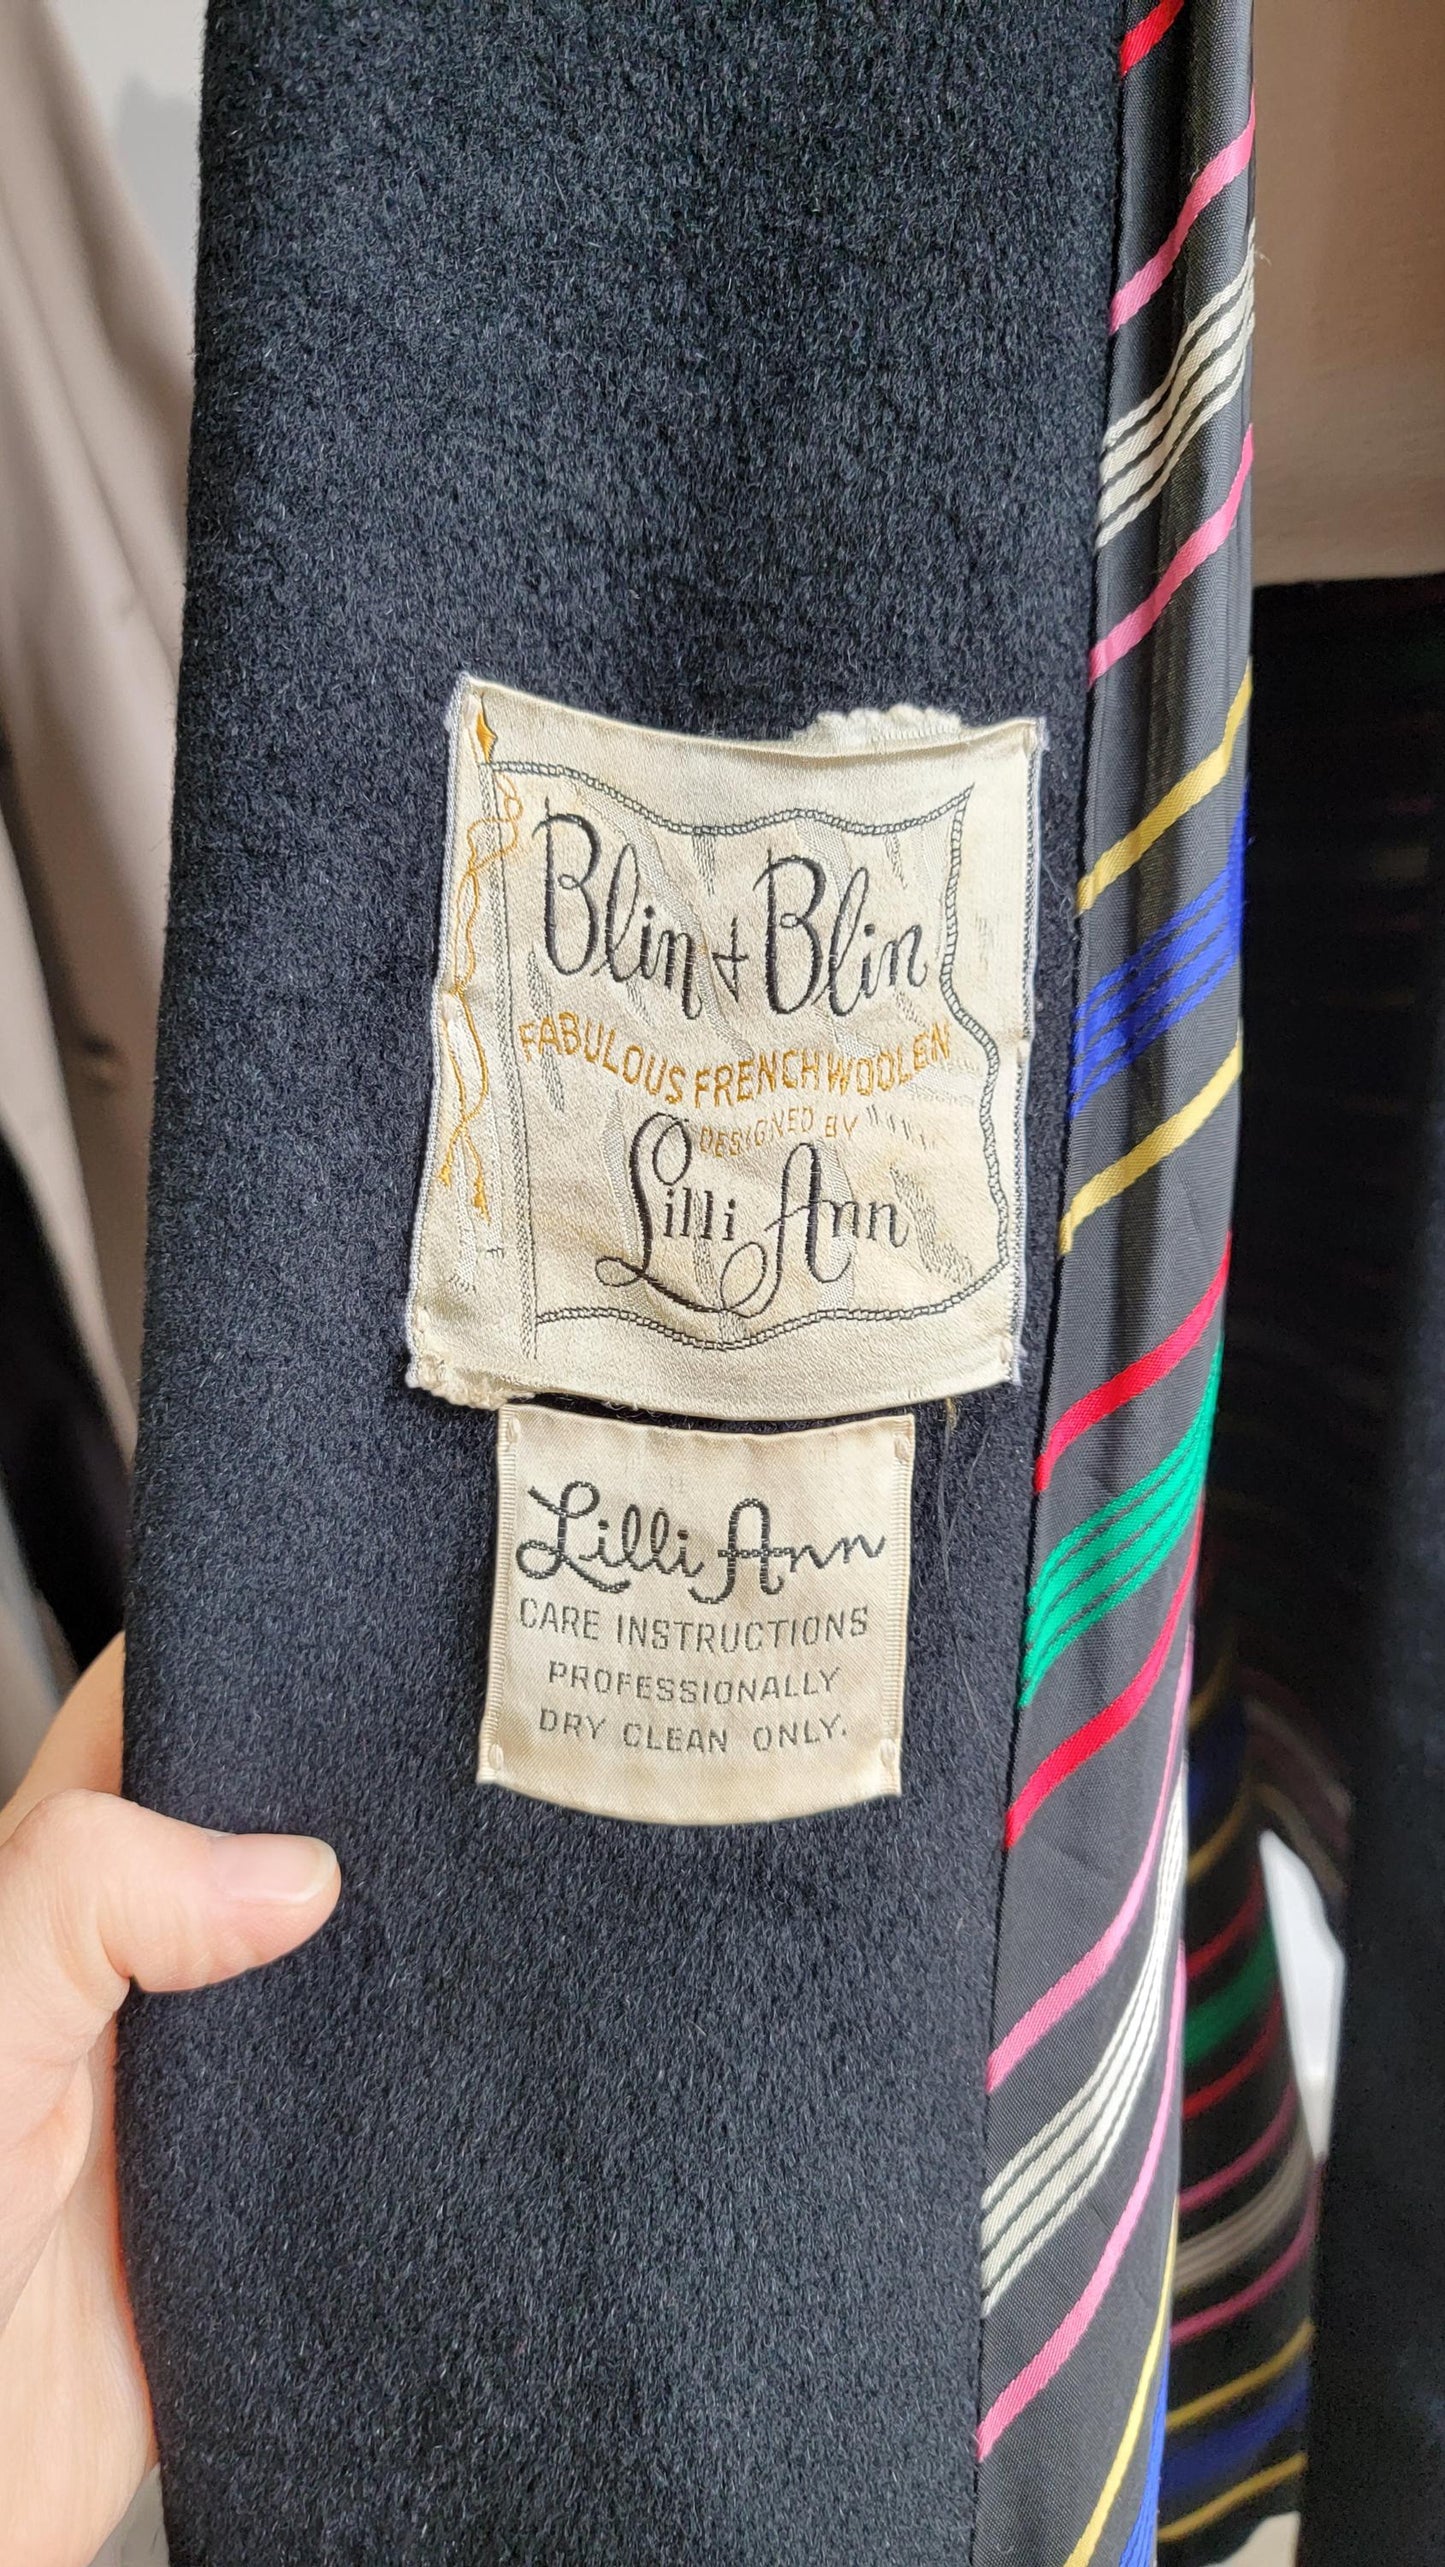 Blin + Blin
FABULOUS FRENCH WOOLEN
DESIGNED BY
Lilli Ann
Lilli Ann
CARE INSTRUCTIONS
PROFESSIONALLY
DRY CLEAN ONLY.